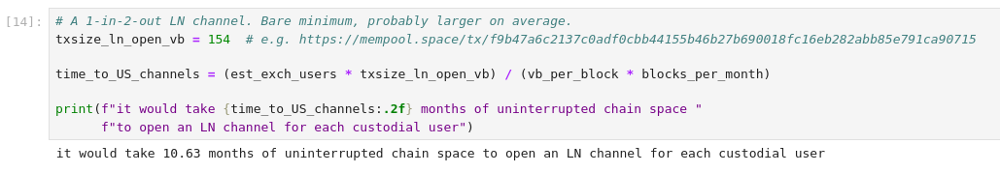 [14]: # A 1-in-2-out LN channel. Bare minimum, probably larger on average.
txsize_ln_open_vb = 154  # e.g. https://mempool.space/tx/f9b47a6c2137c0adf0cbb44155b46b27b690018fc16eb282abb85e791ca90715
time_to_US_channels = (est_exch_users * txsize_ln_open_vb) / (vb_per_block * blocks_per_month)
print(f"it would take {time_to_US_channels:.2f} months of uninterrupted chain space "
f"to open an LN channel for each custodial user")
it would take 10.63 months of uninterrupted chain space to open an LN channel for each custodial user